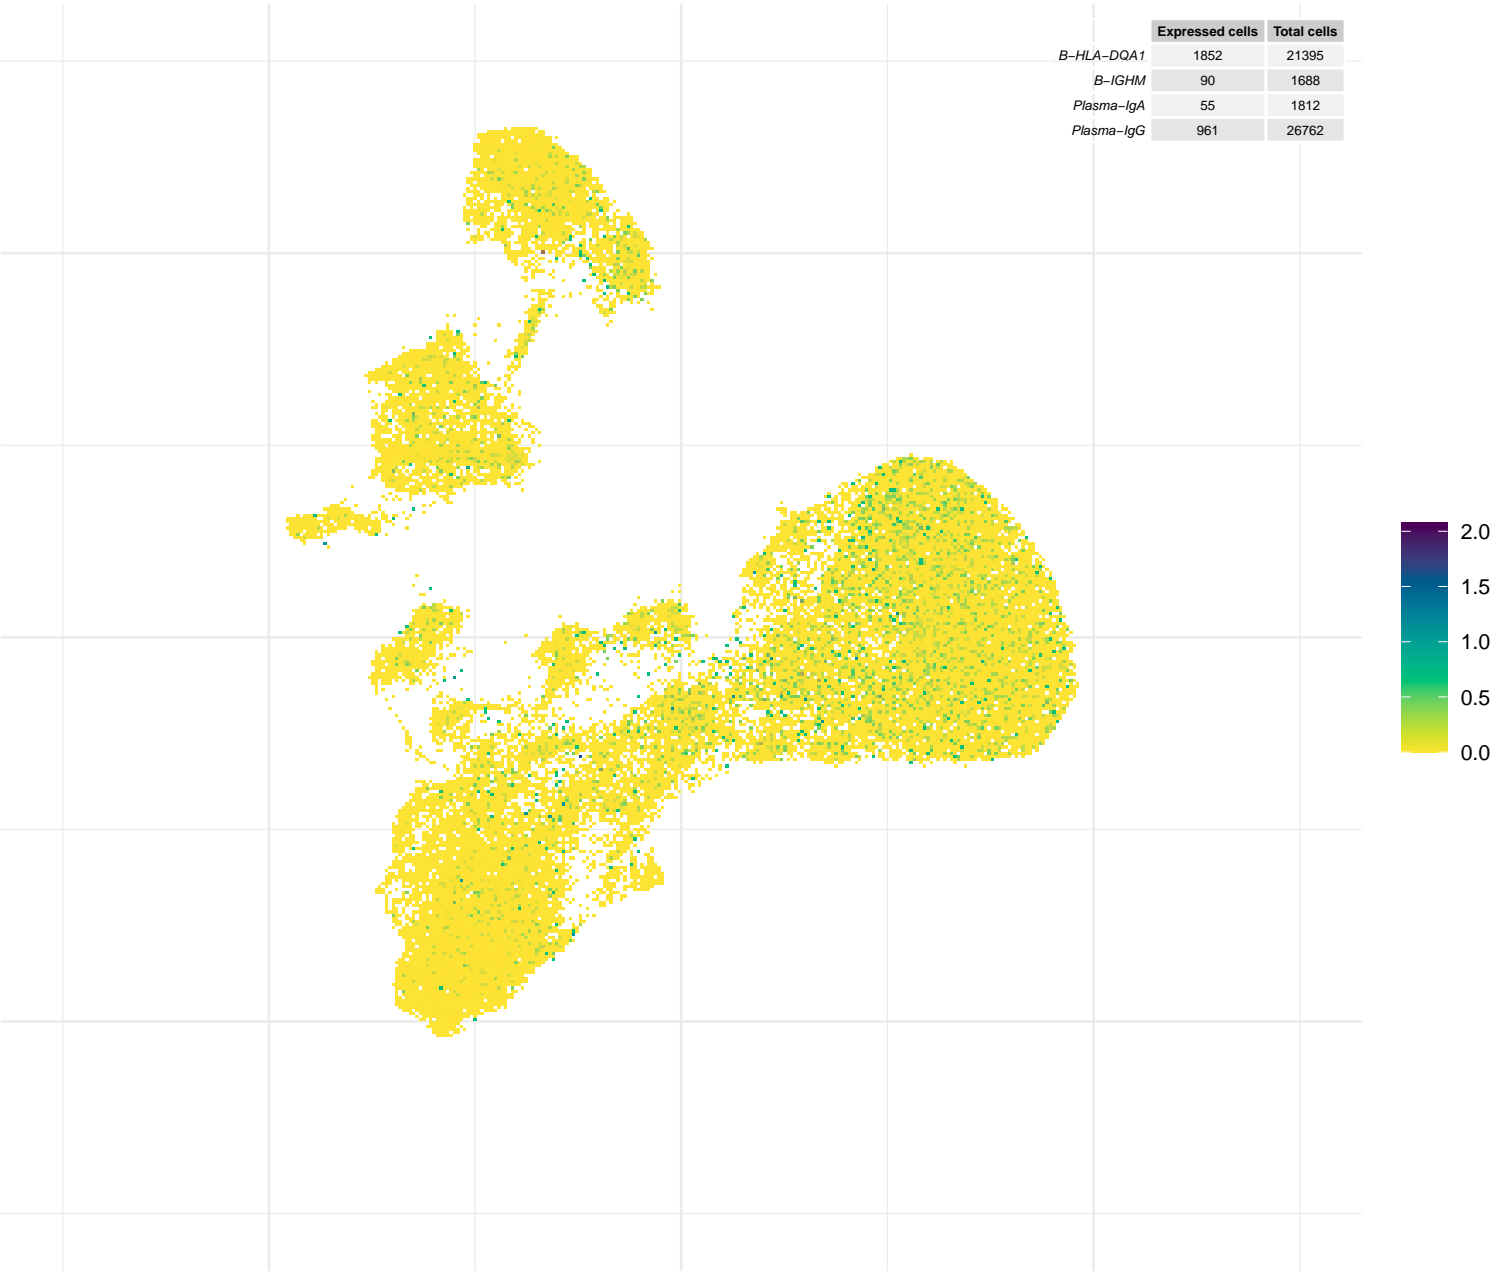 Expressed cells Total cells
B−HLA−DQA1 1852 21395
B−IGHM 90 1688
Plasma−IgA 55 1812
Plasma−IgG 961 26762
2.0
1.5
1.0
0.5
0.0